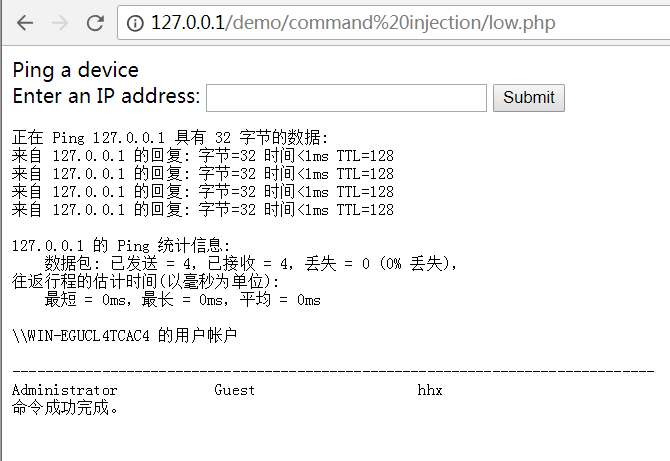 127.0.0.1/demo/command%20injection/low.php
Ping a device
Enter an IP address: Submit
正在 Ping 127.0.0.1 具有 32 字节的数据:
来自 127.0.0.1 的回复: 字节=32 时间<1ms TTL=128
来自 127.0.0.1 的回复: 字节=32 时间<1ms TTL=128
来自 127.0.0.1 的回复: 字节=32 时间<1ms TTL=128
来自 127.0.0.1 的回复: 字节=32 时间<1ms TTL=128
127.0.0.1 的 Ping 统计信息:
数据包: 已发送 = 4，已接收 = 4，丢失 = 0 (0% 丢失)，
往返行程的估计时间(以毫秒为单位):
最短 = 0ms，最长 = 0ms，平均 = 0ms
\\WIN-EGUCL4TCAC4 的用户帐户
-------------------------------------------------------------------------------
Administrator Guest hhx
命令成功完成。